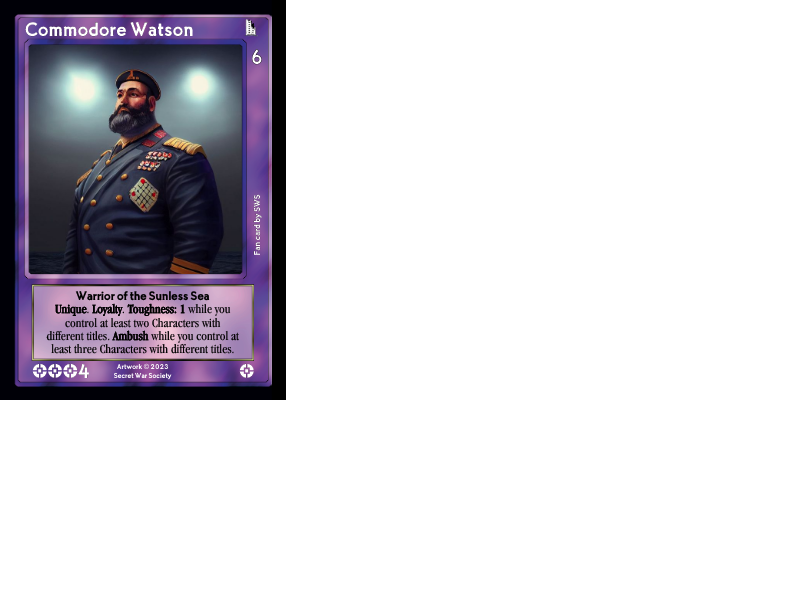 Commodore Watson
6
Fan card by SWS
Warrior of the Sunless Sea
Unique. Loyalty. Toughness: 1 while you
control at least two Characters with
different titles. Ambush while you control at
least three Characters with different titles.
4
Artwork © 2023
Secret War Society